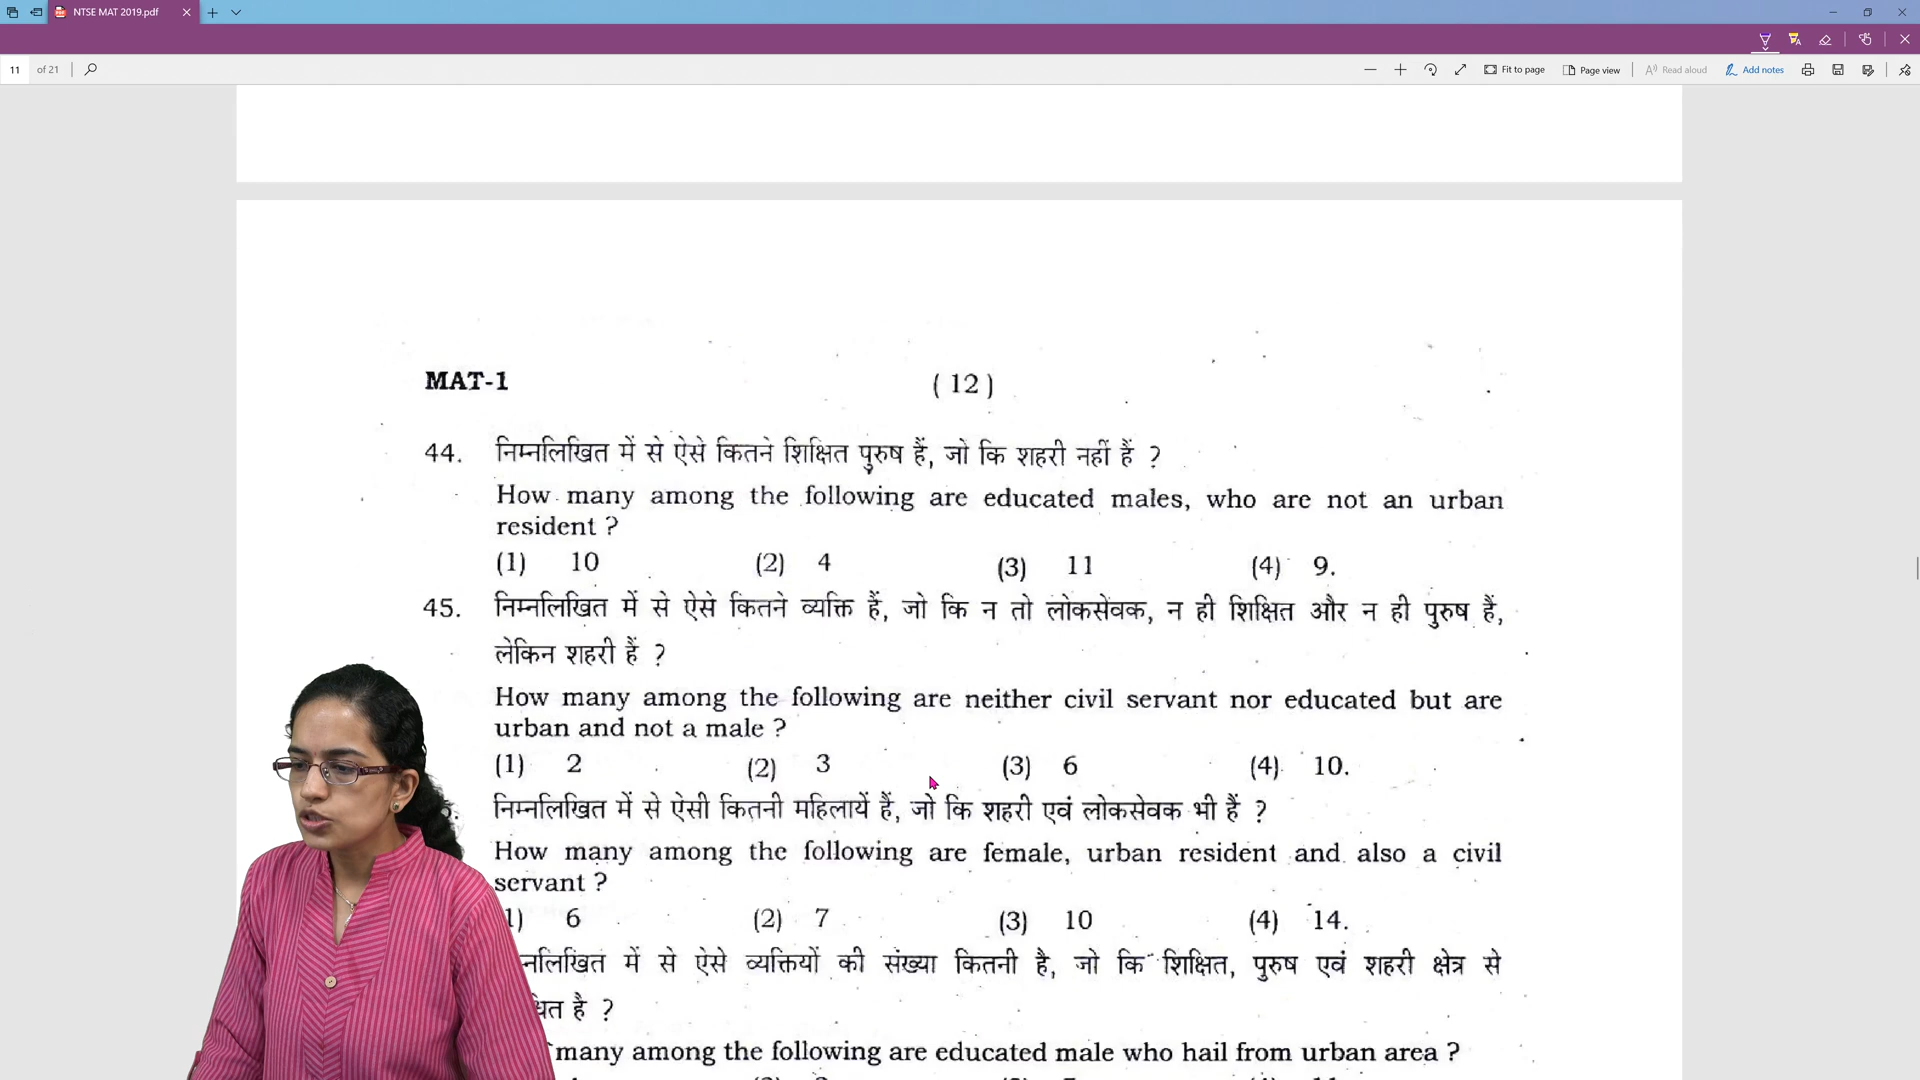 NTSE MAT 2019.pdf
11 of 21
Fit to page Page view Read aloud Add notes
MAT-1 ( 12 )
44. निम्नलिखित में से ऐसे कितने शिक्षित पुरुष हैं, जो कि शहरी नहीं हैं ?
How many among the following are educated males, who are not an urban
resident ?
(1) 10 (2) 4 (3) 11 (4) 9.
45. निम्नलिखित में से ऐसे कितने व्यक्ति हैं, जो कि न तो लोकसेवक, न ही शिक्षित और न ही पुरुष हैं,
लेकिन शहरी हैं ?
How many among the following are neither civil servant nor educated but are
urban and not a male ?
(1) 2 (2) 3 (3) 6 (4) 10.
निम्नलिखित में से ऐसी कितनी महिलायें हैं, जो कि शहरी एवं लोकसेवक भी हैं ?
How many among the following are female, urban resident and also a civil
servant ?
6 (2) 7 (3) 10 (4) 14.
में से ऐसे व्यक्तियों की संख्या कितनी है, जो कि शिक्षित, पुरुष एवं शहरी क्षेत्र से
है ?
many among the following are educated male who hail from urban area ?